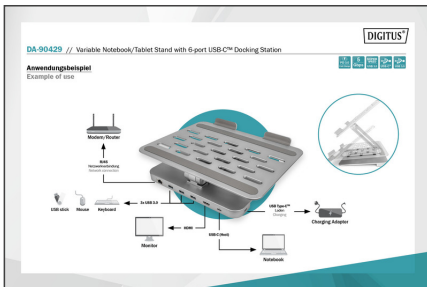 DIGITUS®
DA-90429 // Variable Notebook/Tablet Stand with 6-port USB-C™ Docking Station
Anwendungsbeispiel
Example of use
Modem/Router
RJ45
Netzwerkverbindung
Network connection
USB stick
Mouse
Keyboard
3x USB 3.0
HDMI
Monitor
USB-C (Host)
Notebook
USB Type-C™
Laden
Charging
Charging Adapter